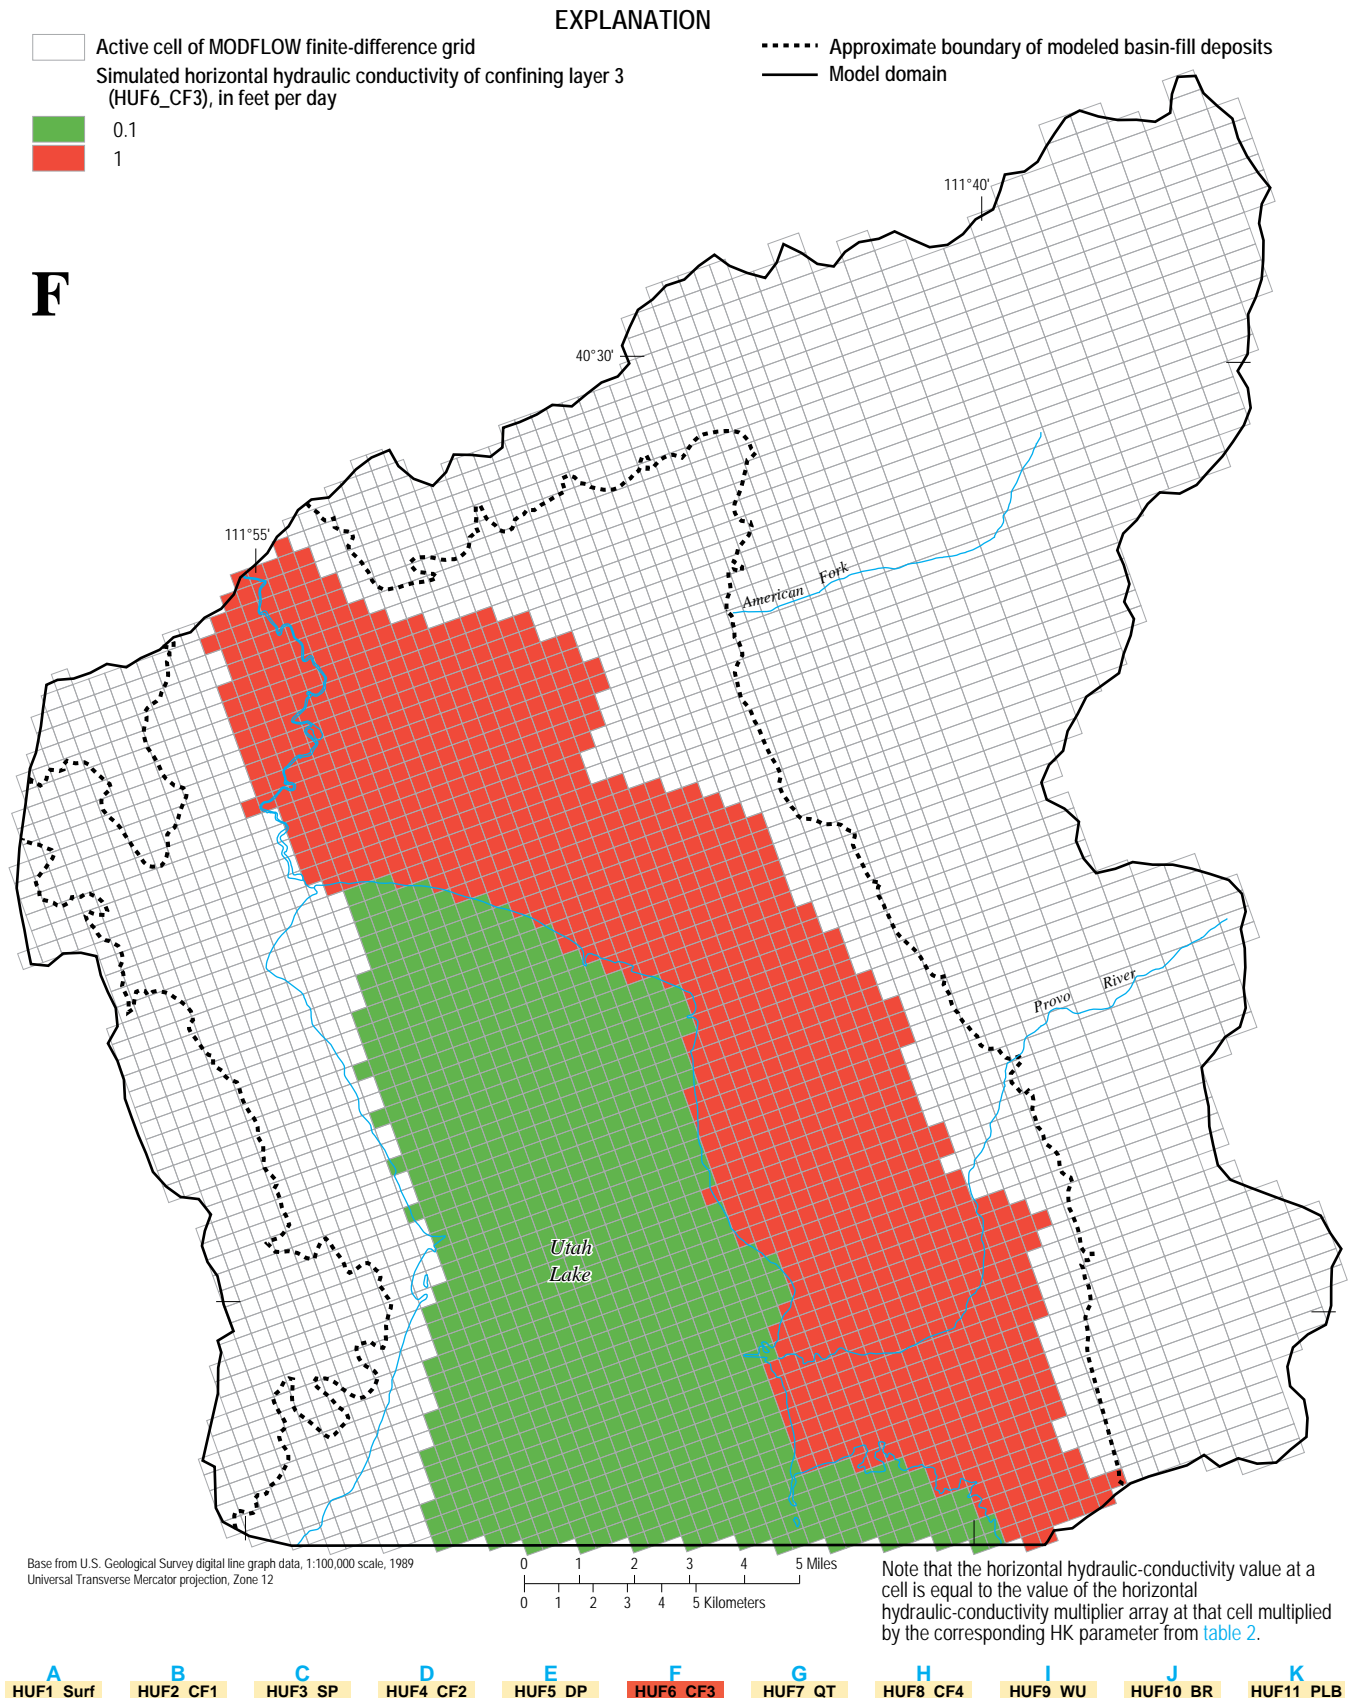 EXPLANATION
Active cell of MODFLOW finite-difference grid
Simulated horizontal hydraulic conductivity of confining layer 3
(HUF6_CF3), in feet per day
0.1
1
Approximate boundary of modeled basin-fill deposits
Model domain
F
111°40'
40°30'
111°55'
American Fork
Provo River
Utah
Lake
Base from U.S. Geological Survey digital line graph data, 1:100,000 scale, 1989
Universal Transverse Mercator projection, Zone 12
0 1 2 3 4 5 Miles
0 1 2 3 4 5 Kilometers
Note that the horizontal hydraulic-conductivity value at a
cell is equal to the value of the horizontal
hydraulic-conductivity multiplier array at that cell multiplied
by the corresponding HK parameter from table 2.
A B C D E F G H I J K
HUF1_Surf HUF2_CF1 HUF3_SP HUF4_CF2 HUF5_DP HUF6_CF3 HUF7_QT HUF8_CF4 HUF9_WU HUF10_BR HUF11_PLB